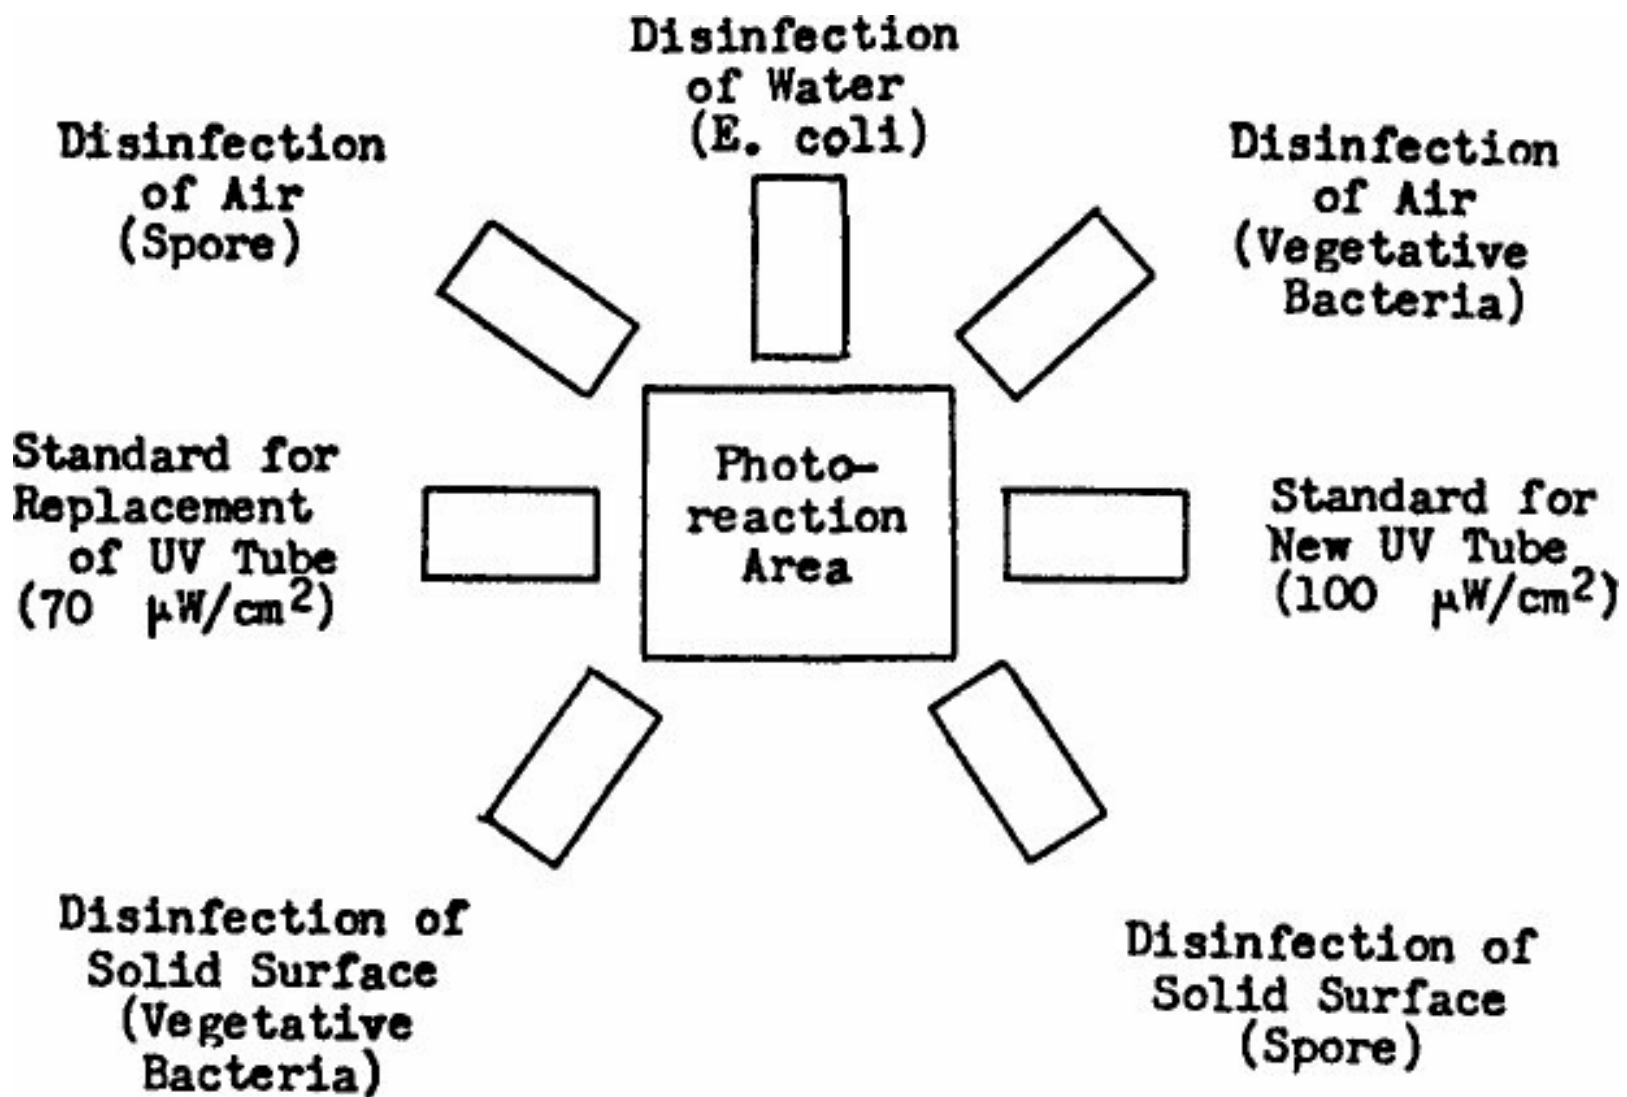 Disinfection
of Water
(E. coli)
Disinfection
of Air
(Spore)
Disinfection
of Air
(Vegetative
Bacteria)
Standard for
Replacement
of UV Tube
(70 μW/cm²)
Photo-
reaction
Area
Standard for
New UV Tube
(100 μW/cm²)
Disinfection of
Solid Surface
(Vegetative
Bacteria)
Disinfection of
Solid Surface
(Spore)